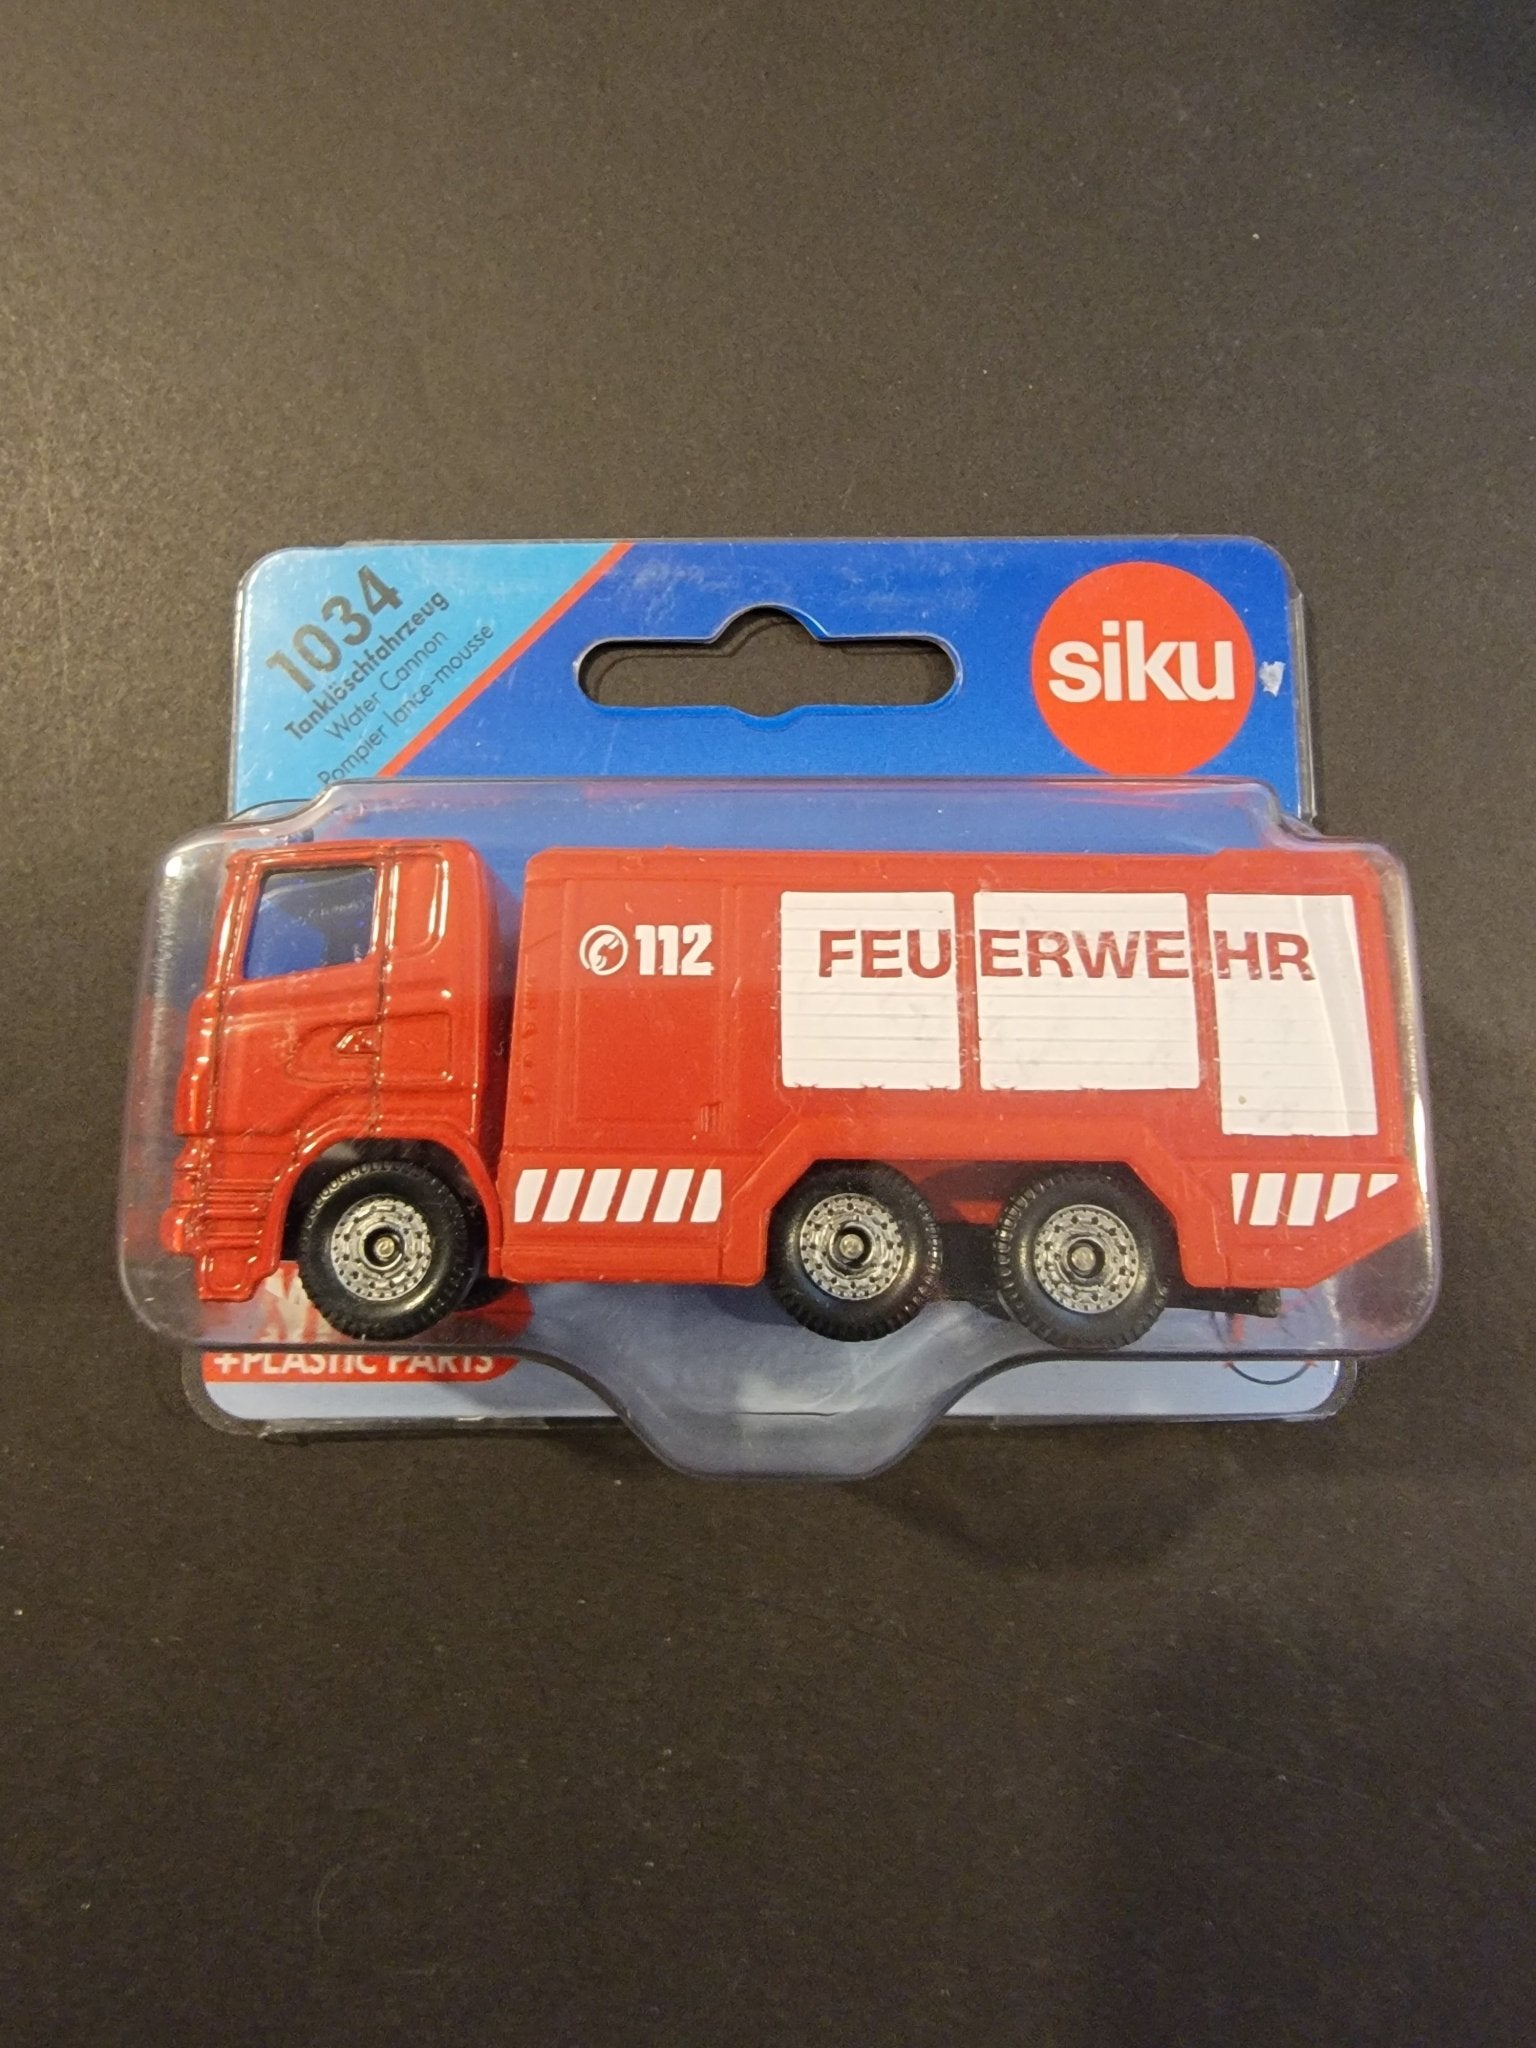 1034
Tanklöschfahrzeug
Water Cannon
Pompier lance-mousse
siku
112
FEUERWEHR
+PLASTIC PARTS